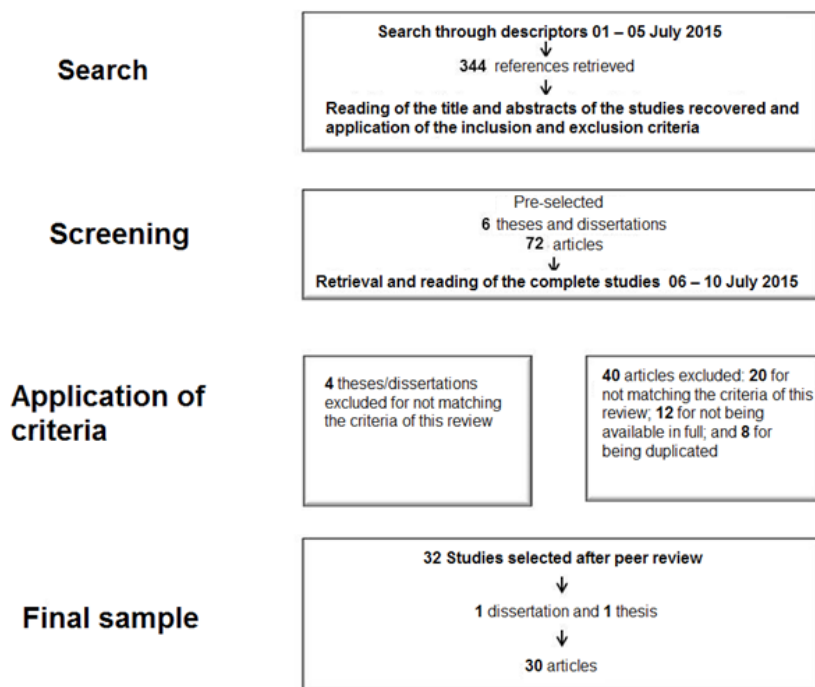 Search
Search through descriptors 01 – 05 July 2015
344 references retrieved
Reading of the title and abstracts of the studies recovered and
application of the inclusion and exclusion criteria
Screening
Pre-selected
6 theses and dissertations
72 articles
Retrieval and reading of the complete studies 06 – 10 July 2015
Application of
criteria
4 theses/dissertations
excluded for not matching
the criteria of this review
40 articles excluded: 20 for
not matching the criteria of this
review; 12 for not being
available in full; and 8 for
being duplicated
Final sample
32 Studies selected after peer review
1 dissertation and 1 thesis
30 articles